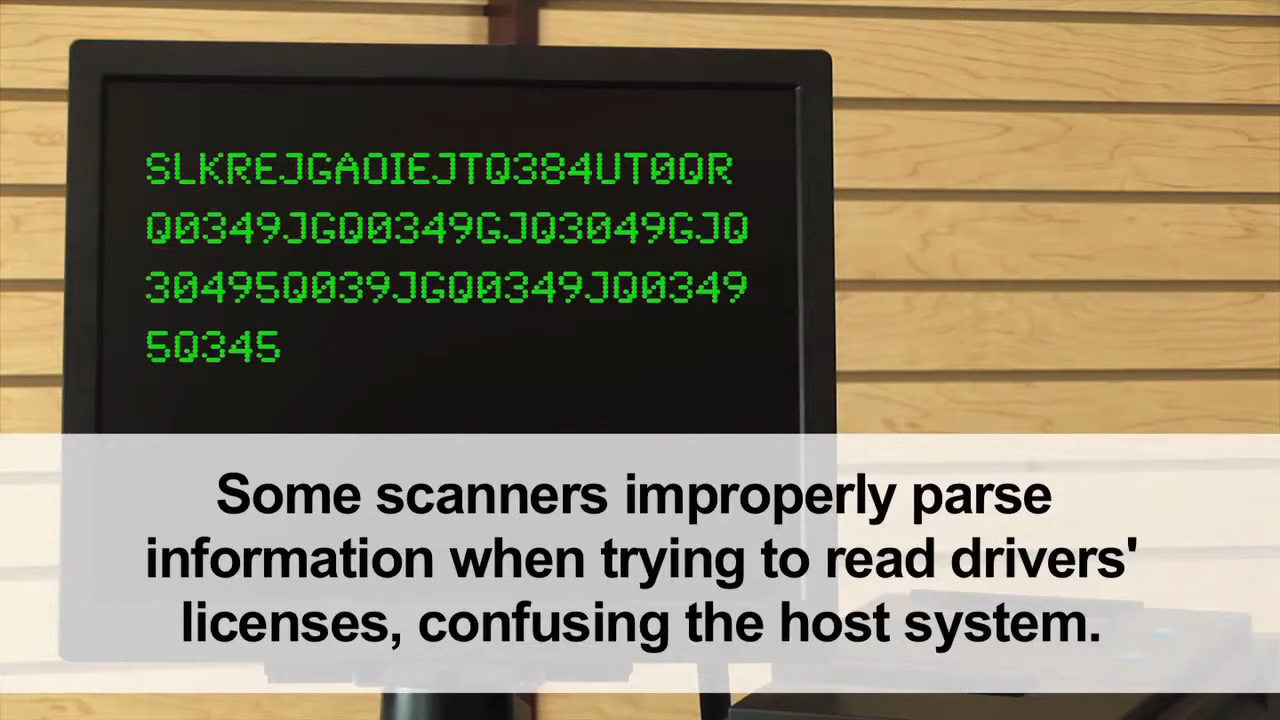 SLKREJGAOIEJTQ384UT0QR
Q0349JGQ0349GJQ3049GJQ
30495Q039JGQ0349JQ0349
5Q345
Some scanners improperly parse
information when trying to read drivers'
licenses, confusing the host system.